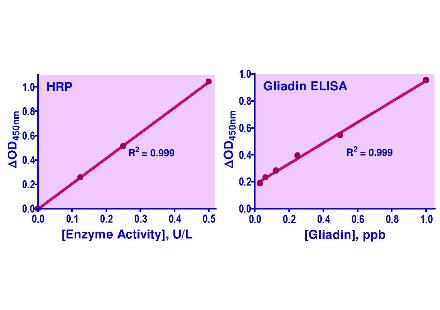 HRP
ΔOD450nm
1.0
0.8
0.6
0.4
0.2
0.0
R2 = 0.999
0.0 0.1 0.2 0.3 0.4 0.5
[Enzyme Activity], U/L
Gliadin ELISA
ΔOD450nm
1.0
0.8
0.6
0.4
0.2
0.0
R2 = 0.999
0.2 0.4 0.6 0.8 1.0
[Gliadin], ppb